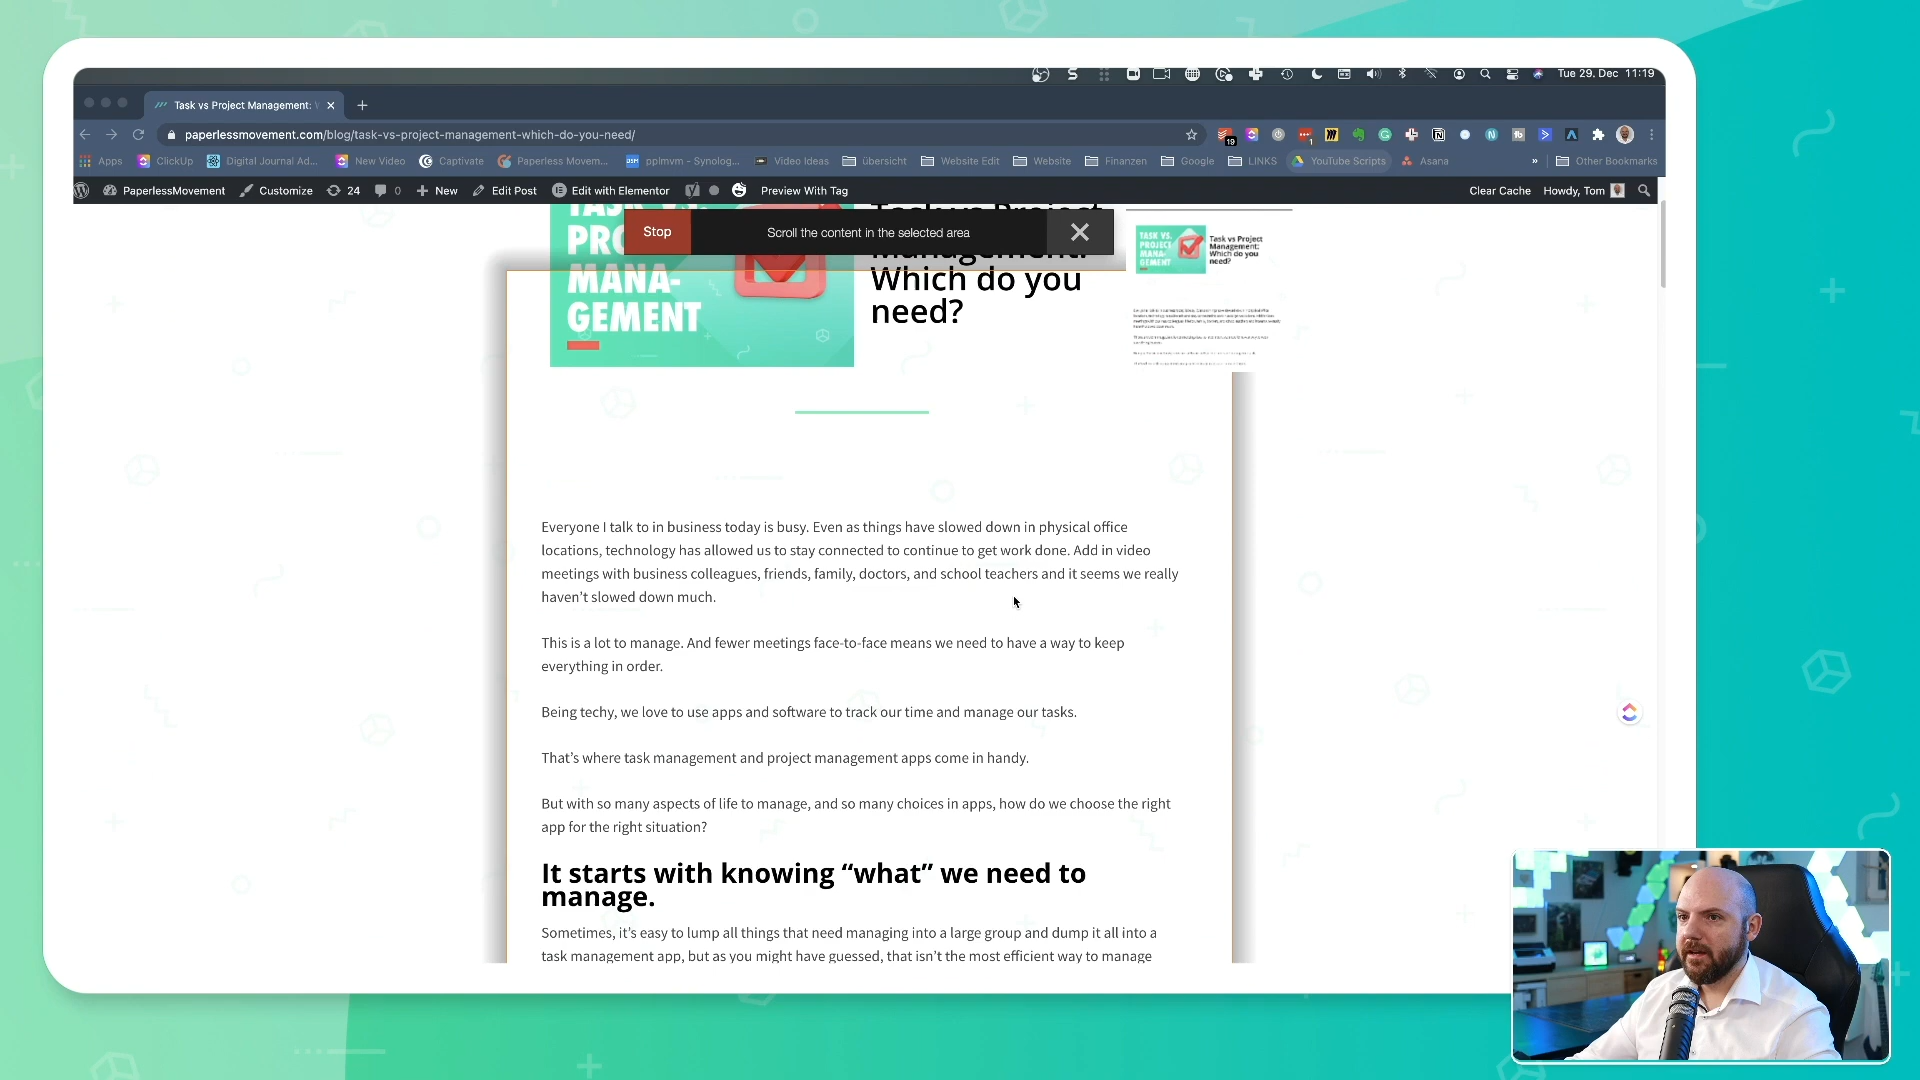 Tue 29. Dec 11:19
Task vs Project Management:
paperlessmovement.com/blog/task-vs-project-management-which-do-you-need/
19
1
Apps
ClickUp
Digital Journal Ad...
New Video
Captivate
Paperless Movem...
DSM
pplmvm - Synolog...
Video Ideas
übersicht
Website Edit
Website
Finanzen
Google
LINKS
YouTube Scripts
Asana
»
Other Bookmarks
PaperlessMovement
Customize
24
0
New
Edit Post
Edit with Elementor
Preview With Tag
Clear Cache
Howdy, Tom
Stop
Scroll the content in the selected area
TASK VS.
PRO
MANA-
GEMENT
Task vs Project
Management:
Which do you
need?
TASK VS.
PROJECT
MANA-
GEMENT
Task vs Project
Management:
Which do you
need?
Everyone I talk to in business today is busy. Even as things have slowed down in physical office
locations, technology has allowed us to stay connected to continue to get work done. Add in video
meetings with business colleagues, friends, family, doctors, and school teachers and it seems we really
haven’t slowed down much.
This is a lot to manage. And fewer meetings face-to-face means we need to have a way to keep
everything in order.
Being techy, we love to use apps and software to track our time and manage our tasks.
That’s where task management and project management apps come in handy.
But with so many aspects of life to manage, and so many choices in apps, how do we choose the right
app for the right situation?
It starts with knowing “what” we need to
manage.
Sometimes, it’s easy to lump all things that need managing into a large group and dump it all into a
task management app, but as you might have guessed, that isn’t the most efficient way to manage